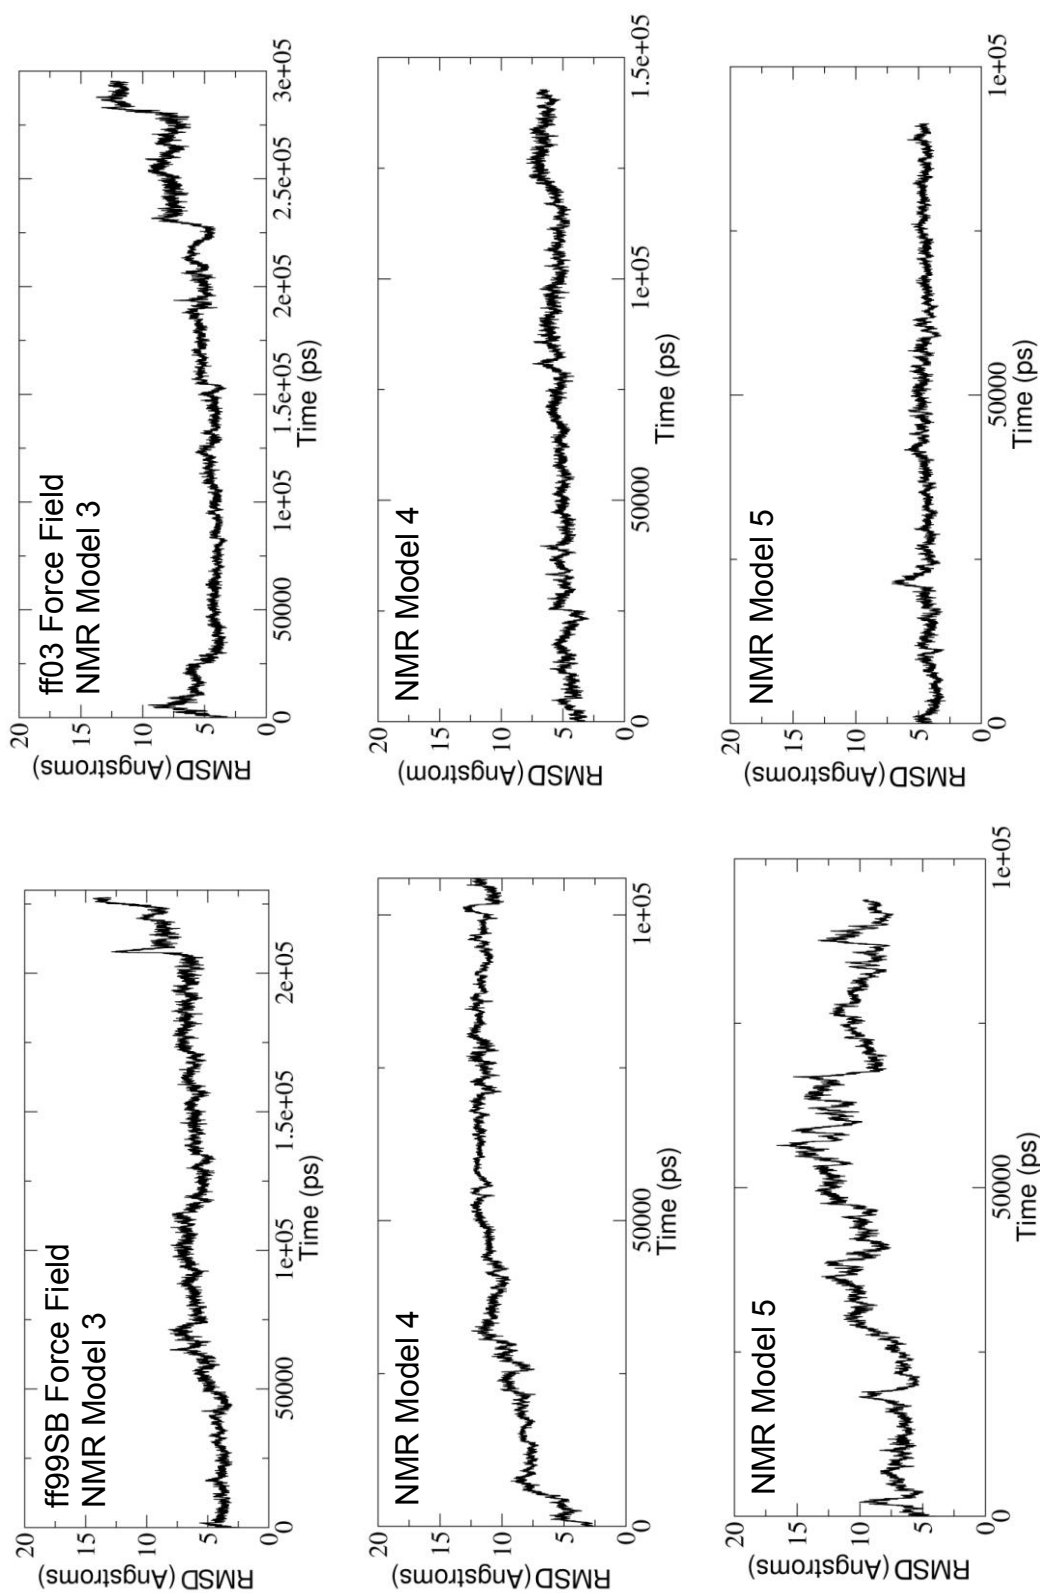 ff99SB Force Field
NMR Model 3
RMSD (Angstroms)
20
15
10
5
0
0 50000 1e+05 1.5e+05 2e+05
Time (ps)
ff03 Force Field
NMR Model 3
RMSD (Angstroms)
20
15
10
5
0
0 50000 1e+05 1.5e+05 2e+05 2.5e+05 3e+05
Time (ps)
NMR Model 4
RMSD (Angstroms)
20
15
10
5
0
0 50000 1e+05
Time (ps)
NMR Model 4
RMSD (Angstrom)
20
15
10
5
0
0 50000 1e+05 1.5e+05
Time (ps)
NMR Model 5
RMSD (Angstroms)
20
15
10
5
0
0 50000 1e+05
Time (ps)
NMR Model 5
RMSD (Angstroms)
20
15
10
5
0
0 50000 1e+05
Time (ps)